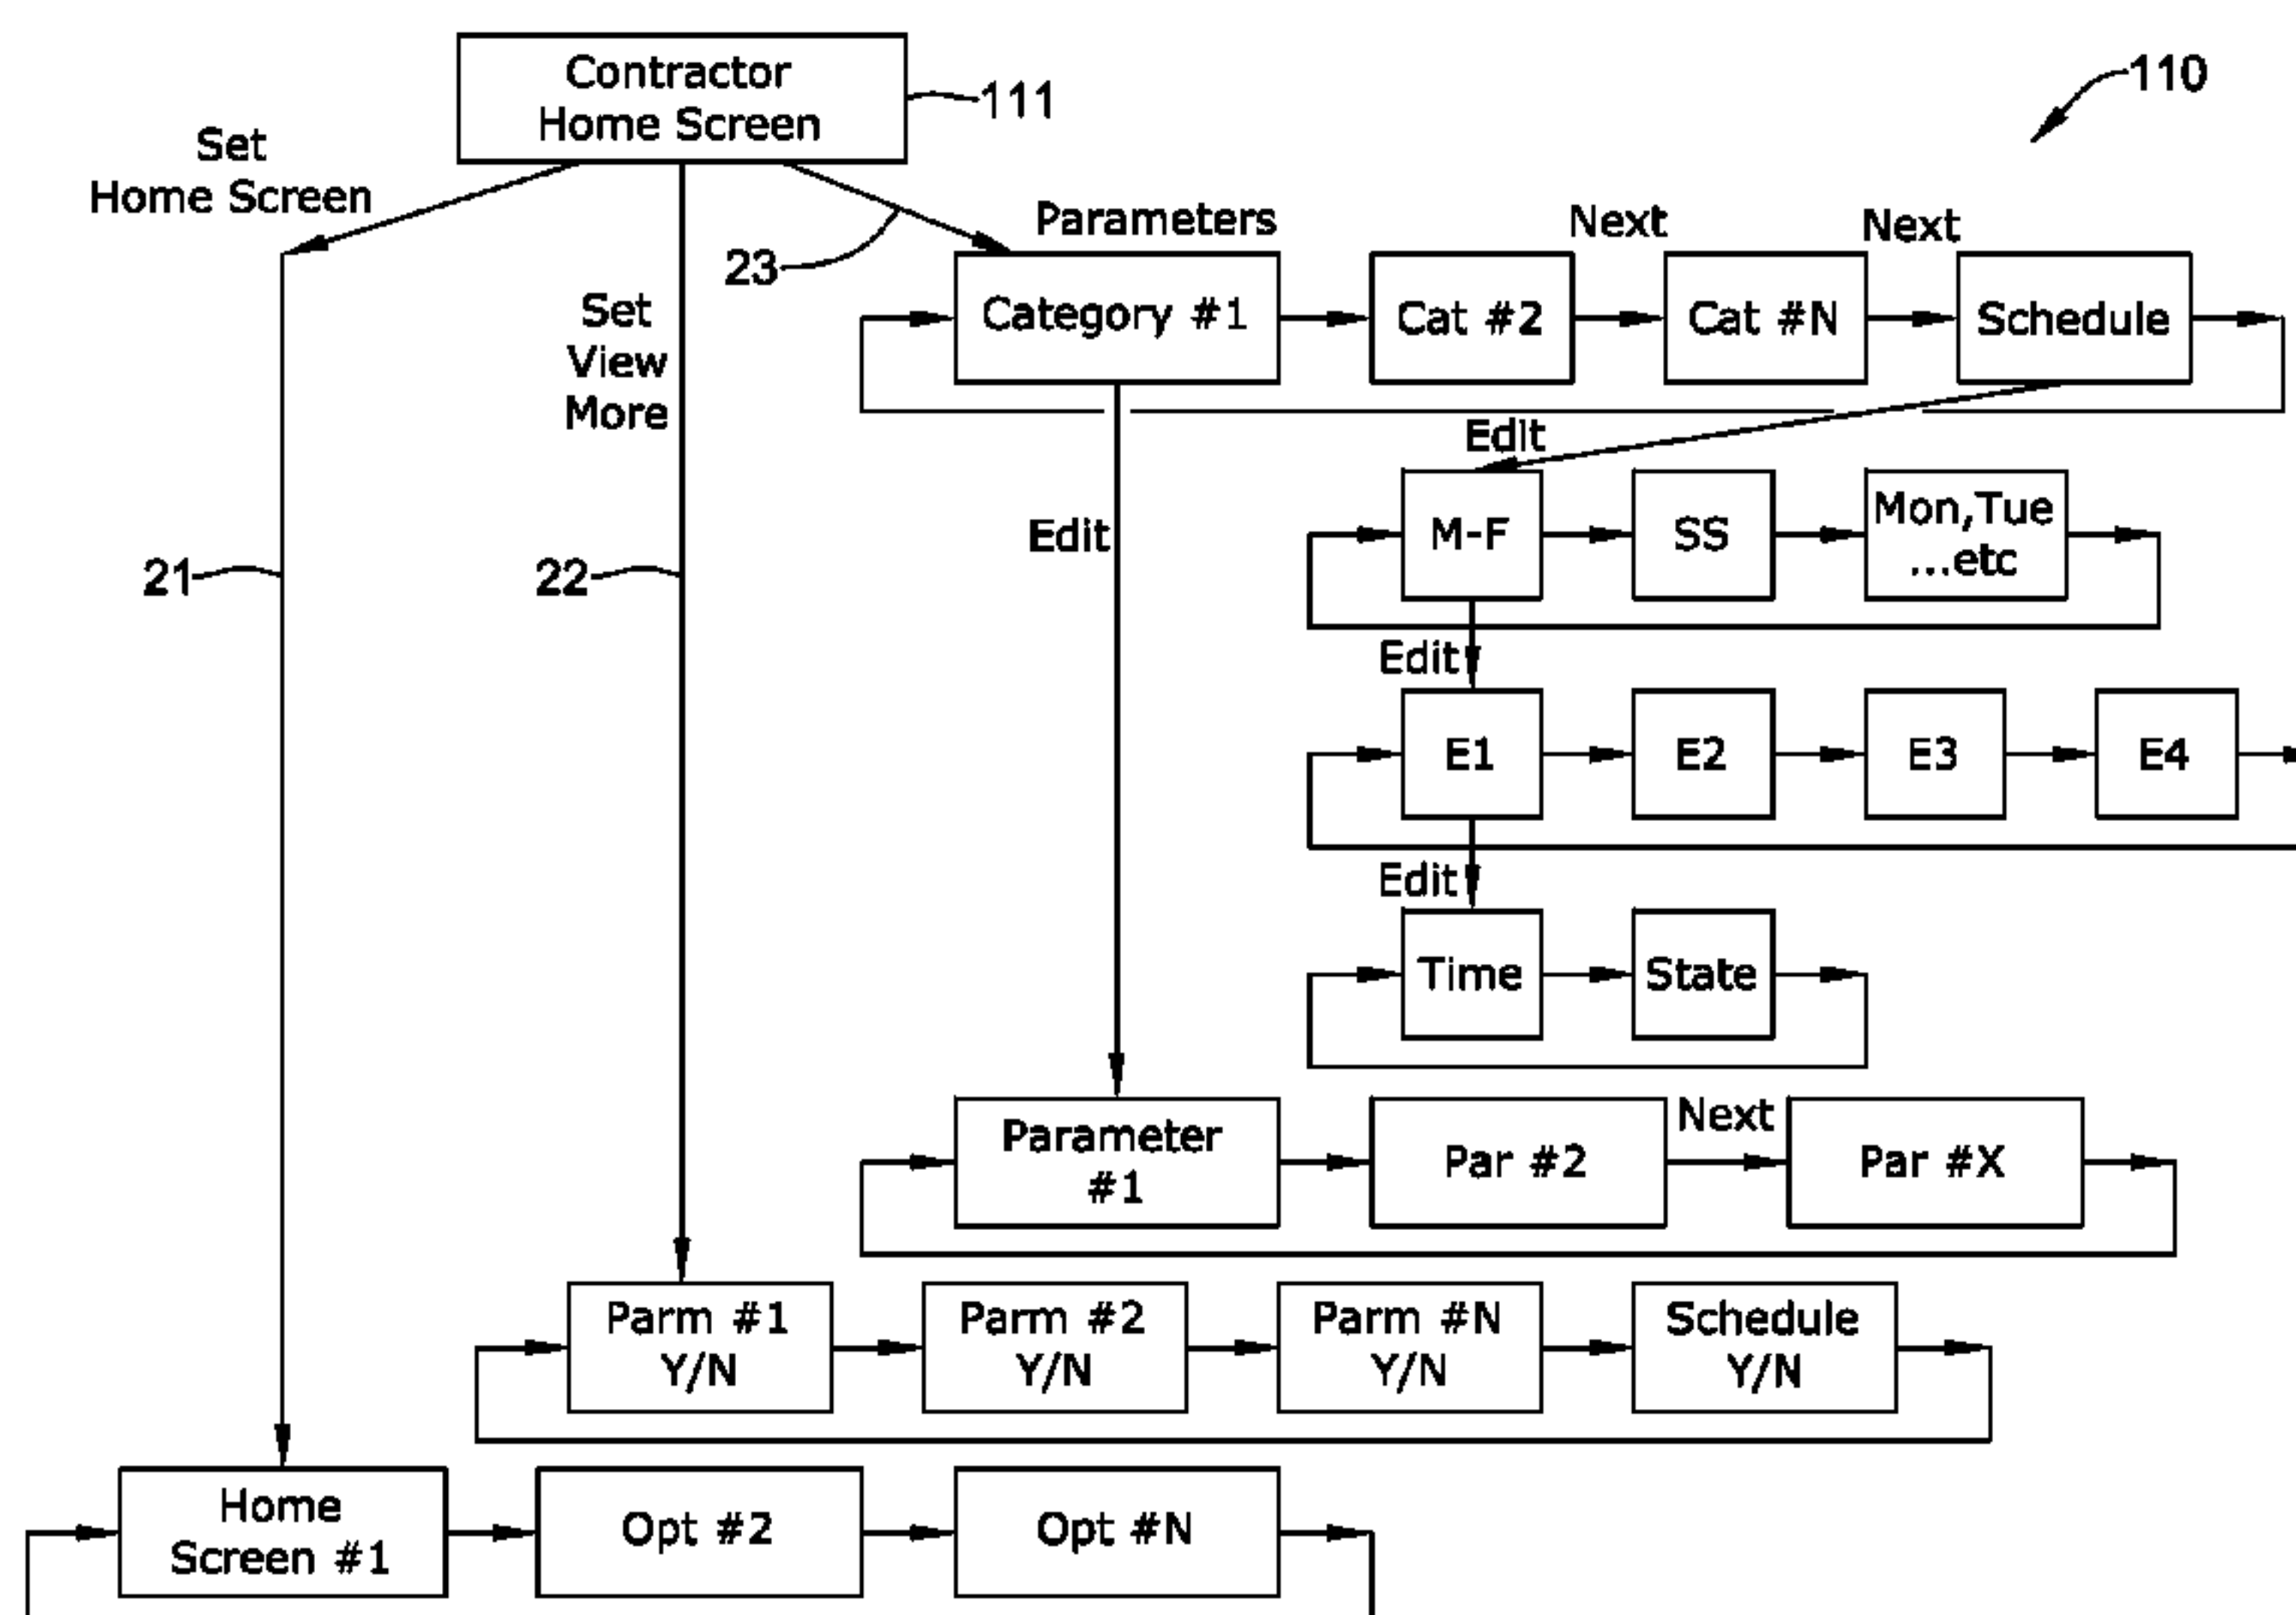 Contractor
Home Screen
111
110
Set
Home Screen
23
Parameters
Next
Next
Category #1
Cat #2
Cat #N
Schedule
Set
View
More
Edit
Edit
M-F
SS
Mon,Tue
...etc
21
22
Edit
E1
E2
E3
E4
Edit
Time
State
Parameter
#1
Par #2
Next
Par #X
Parm #1
Y/N
Parm #2
Y/N
Parm #N
Y/N
Schedule
Y/N
Home
Screen #1
Opt #2
Opt #N